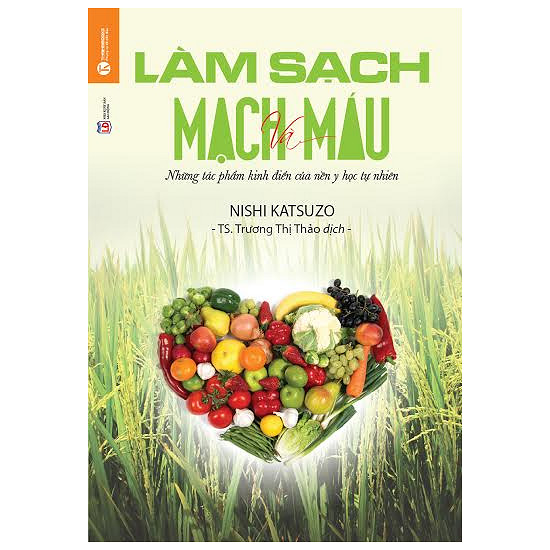 LÀM SẠCH
MẠCH Và MÁU
Những tác phẩm kinh điển của nền y học tự nhiên
NISHI KATSUZO
- TS. Trương Thị Thảo dịch -